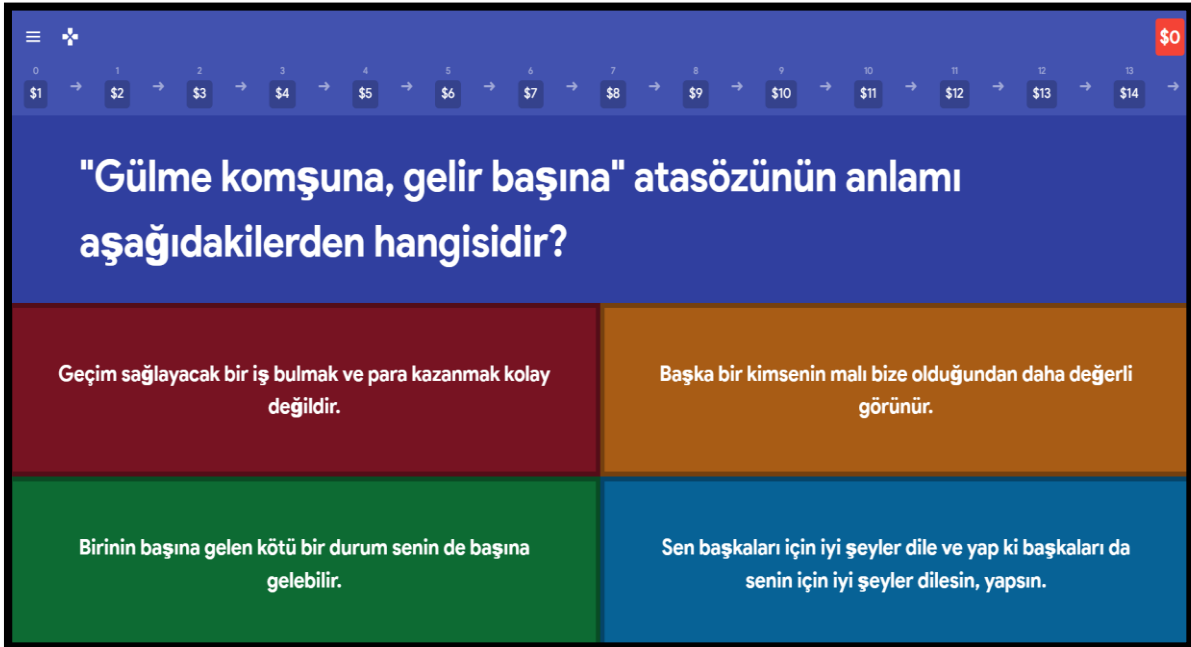 $0
0 1 2 3 4 5 6 7 8 9 10 11 12 13
$1 → $2 → $3 → $4 → $5 → $6 → $7 → $8 → $9 → $10 → $11 → $12 → $13 → $14 →
"Gülme komşuna, gelir başına" atasözünün anlamı
aşağıdakilerden hangisidir?
Geçim sağlayacak bir iş bulmak ve para kazanmak kolay
değildir.
Başka bir kimsenin malı bize olduğundan daha değerli
görünür.
Birinin başına gelen kötü bir durum senin de başına
gelebilir.
Sen başkaları için iyi şeyler dile ve yap ki başkaları da
senin için iyi şeyler dilesin, yapsın.